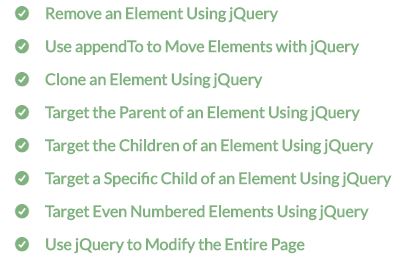 Remove an Element Using jQuery
Use appendTo to Move Elements with jQuery
Clone an Element Using jQuery
Target the Parent of an Element Using jQuery
Target the Children of an Element Using jQuery
Target a Specific Child of an Element Using jQuery
Target Even Numbered Elements Using jQuery
Use jQuery to Modify the Entire Page